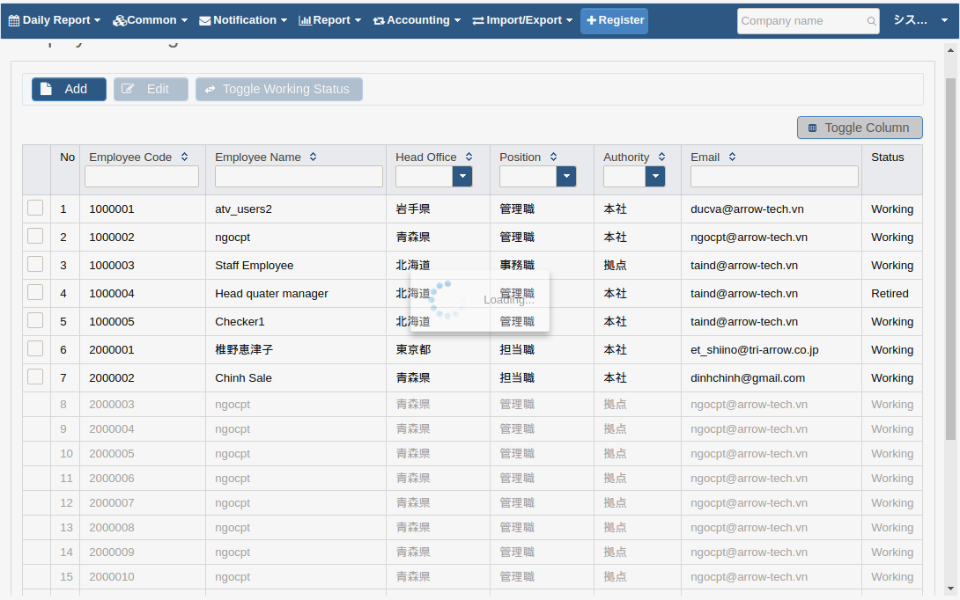 Daily Report Common Notification Report Accounting Import/Export Register Company name シス...
Add Edit Toggle Working Status
Toggle Column
No Employee Code Employee Name Head Office Position Authority Email Status
1 1000001 atv_users2 岩手県 管理職 本社 ducva@arrow-tech.vn Working
2 1000002 ngocpt 青森県 管理職 本社 ngocpt@arrow-tech.vn Working
3 1000003 Staff Employee 北海道 事務職 拠点 taind@arrow-tech.vn Working
4 1000004 Head quater manager 北海道 管理職 本社 taind@arrow-tech.vn Retired
Loading...
5 1000005 Checker1 北海道 管理職 本社 taind@arrow-tech.vn Working
6 2000001 椎野恵津子 東京都 担当職 本社 et_shiino@tri-arrow.co.jp Working
7 2000002 Chinh Sale 青森県 担当職 本社 dinhchinh@gmail.com Working
8 2000003 ngocpt 青森県 管理職 拠点 ngocpt@arrow-tech.vn Working
9 2000004 ngocpt 青森県 管理職 拠点 ngocpt@arrow-tech.vn Working
10 2000005 ngocpt 青森県 管理職 拠点 ngocpt@arrow-tech.vn Working
11 2000006 ngocpt 青森県 管理職 拠点 ngocpt@arrow-tech.vn Working
12 2000007 ngocpt 青森県 管理職 拠点 ngocpt@arrow-tech.vn Working
13 2000008 ngocpt 青森県 管理職 拠点 ngocpt@arrow-tech.vn Working
14 2000009 ngocpt 青森県 管理職 拠点 ngocpt@arrow-tech.vn Working
15 2000010 ngocpt 青森県 管理職 拠点 ngocpt@arrow-tech.vn Working